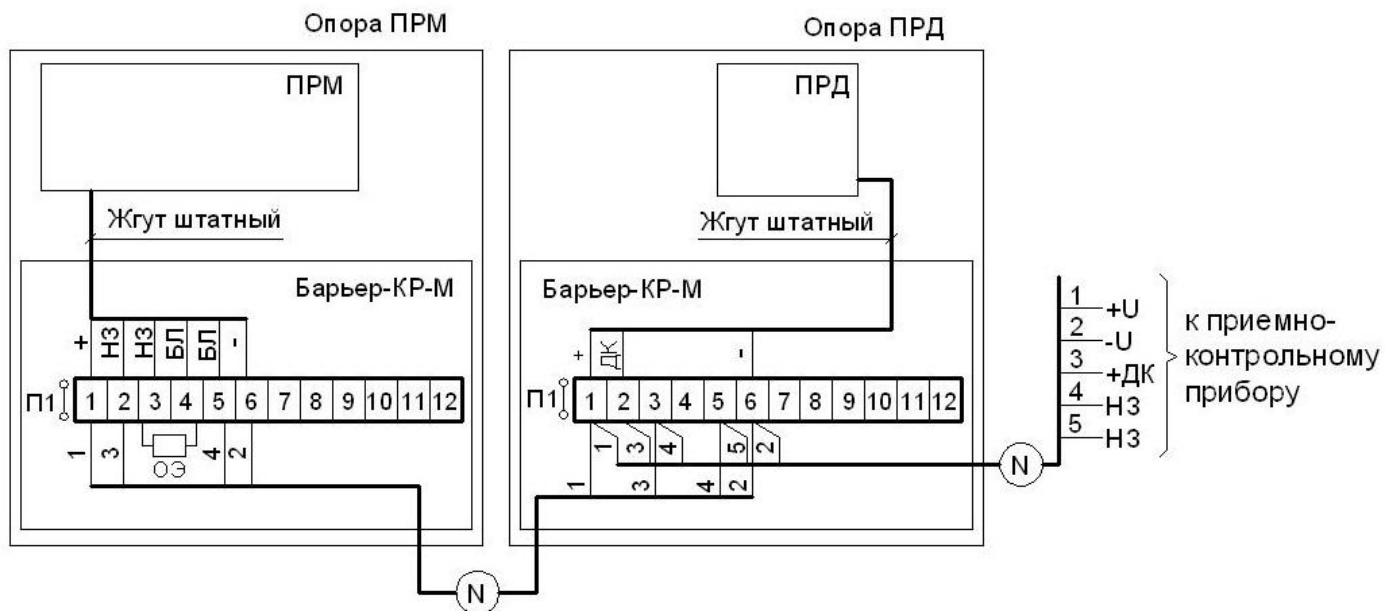 Опора ПРМ
Опора ПРД
ПРМ
ПРД
Жгут штатный
Жгут штатный
Барьер-КР-М
Барьер-КР-М
+ НЗ НЗ БЛ БЛ -
+ ДК -
П1 1 2 3 4 5 6 7 8 9 10 11 12
П1 1 2 3 4 5 6 7 8 9 10 11 12
1 3 ОЭ 4 2
1 3 4 5 2
1 3 4 2
N
N
1 +U
2 -U
3 +ДК
4 НЗ
5 НЗ
к приемно-
контрольному
прибору